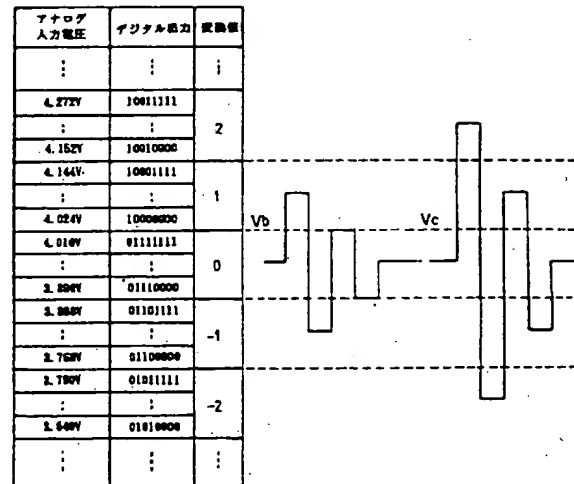 アナログ
入力電圧 デジタル出力 変換値
⋮ ⋮ ⋮
4.272V 10011111
⋮ ⋮ 2
4.152V 10010000
4.144V 10001111
⋮ ⋮ 1
4.024V 10000000
4.016V 01111111
⋮ ⋮ 0
3.896V 01110000
3.888V 01101111
⋮ ⋮ -1
3.768V 01100000
3.760V 01011111
⋮ ⋮ -2
3.640V 01010000
⋮ ⋮ ⋮
Vb
Vc